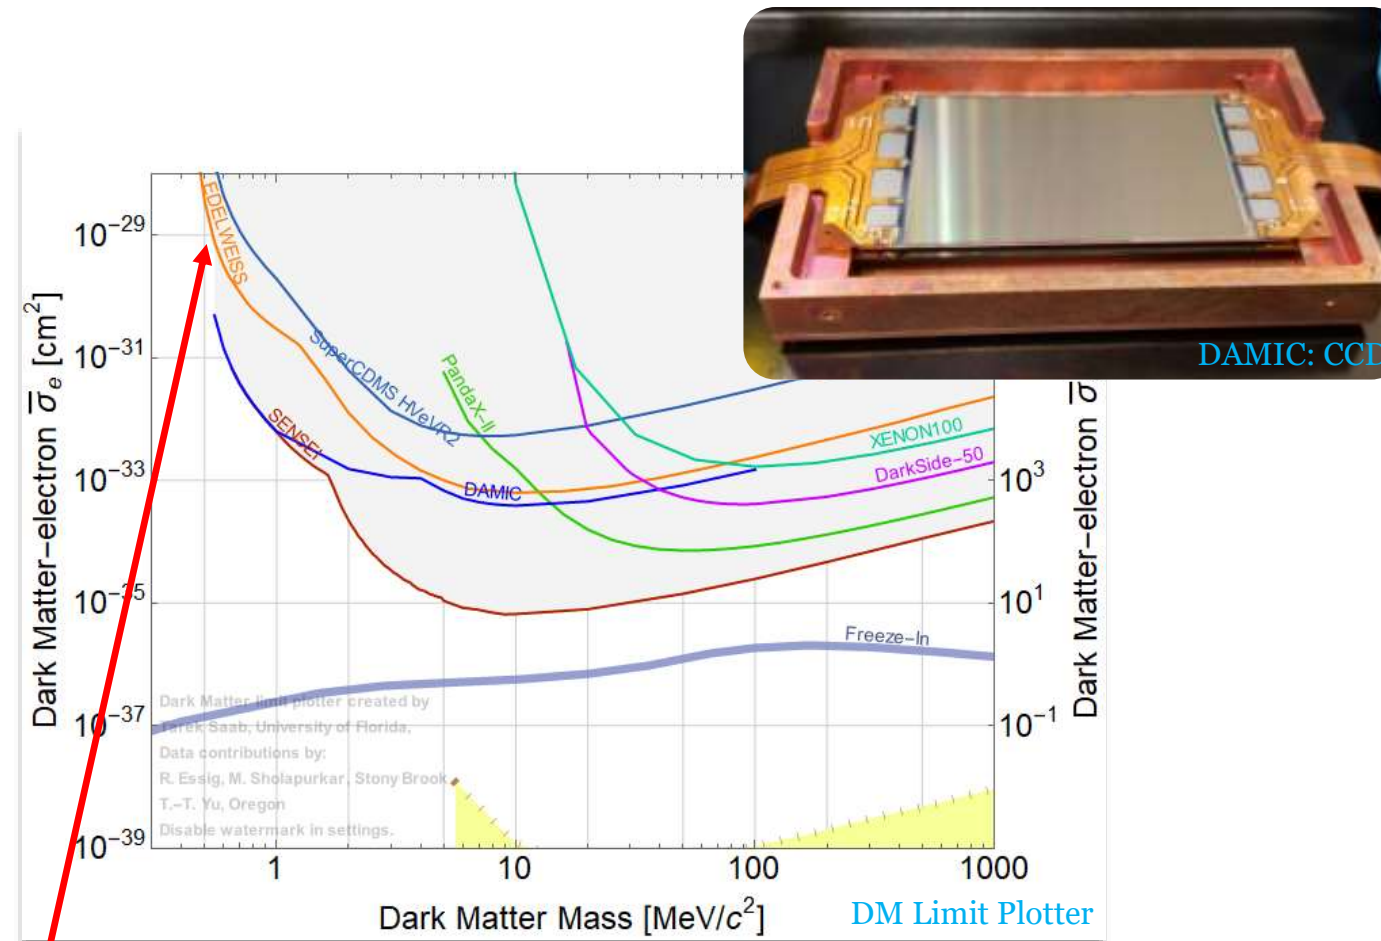 DAMIC: CCD
10⁻²⁹
10⁻³¹
10⁻³³
10⁻³⁵
10⁻³⁷
10⁻³⁹
Dark Matter–electron σ̅ₑ [cm²]
EDELWEISS
SuperCDMS HVeVR2
PandaX-II
SENSEI
DAMIC
XENON100
DarkSide-50
Freeze-In
10³
10¹
10⁻¹
Dark Matter–electron σ̅
Dark Matter limit plotter created by
Tarek Saab, University of Florida,
Data contributions by:
R. Essig, M. Sholapurkar, Stony Brook
T.-T. Yu, Oregon
Disable watermark in settings.
1
10
100
1000
Dark Matter Mass [MeV/c²]
DM Limit Plotter